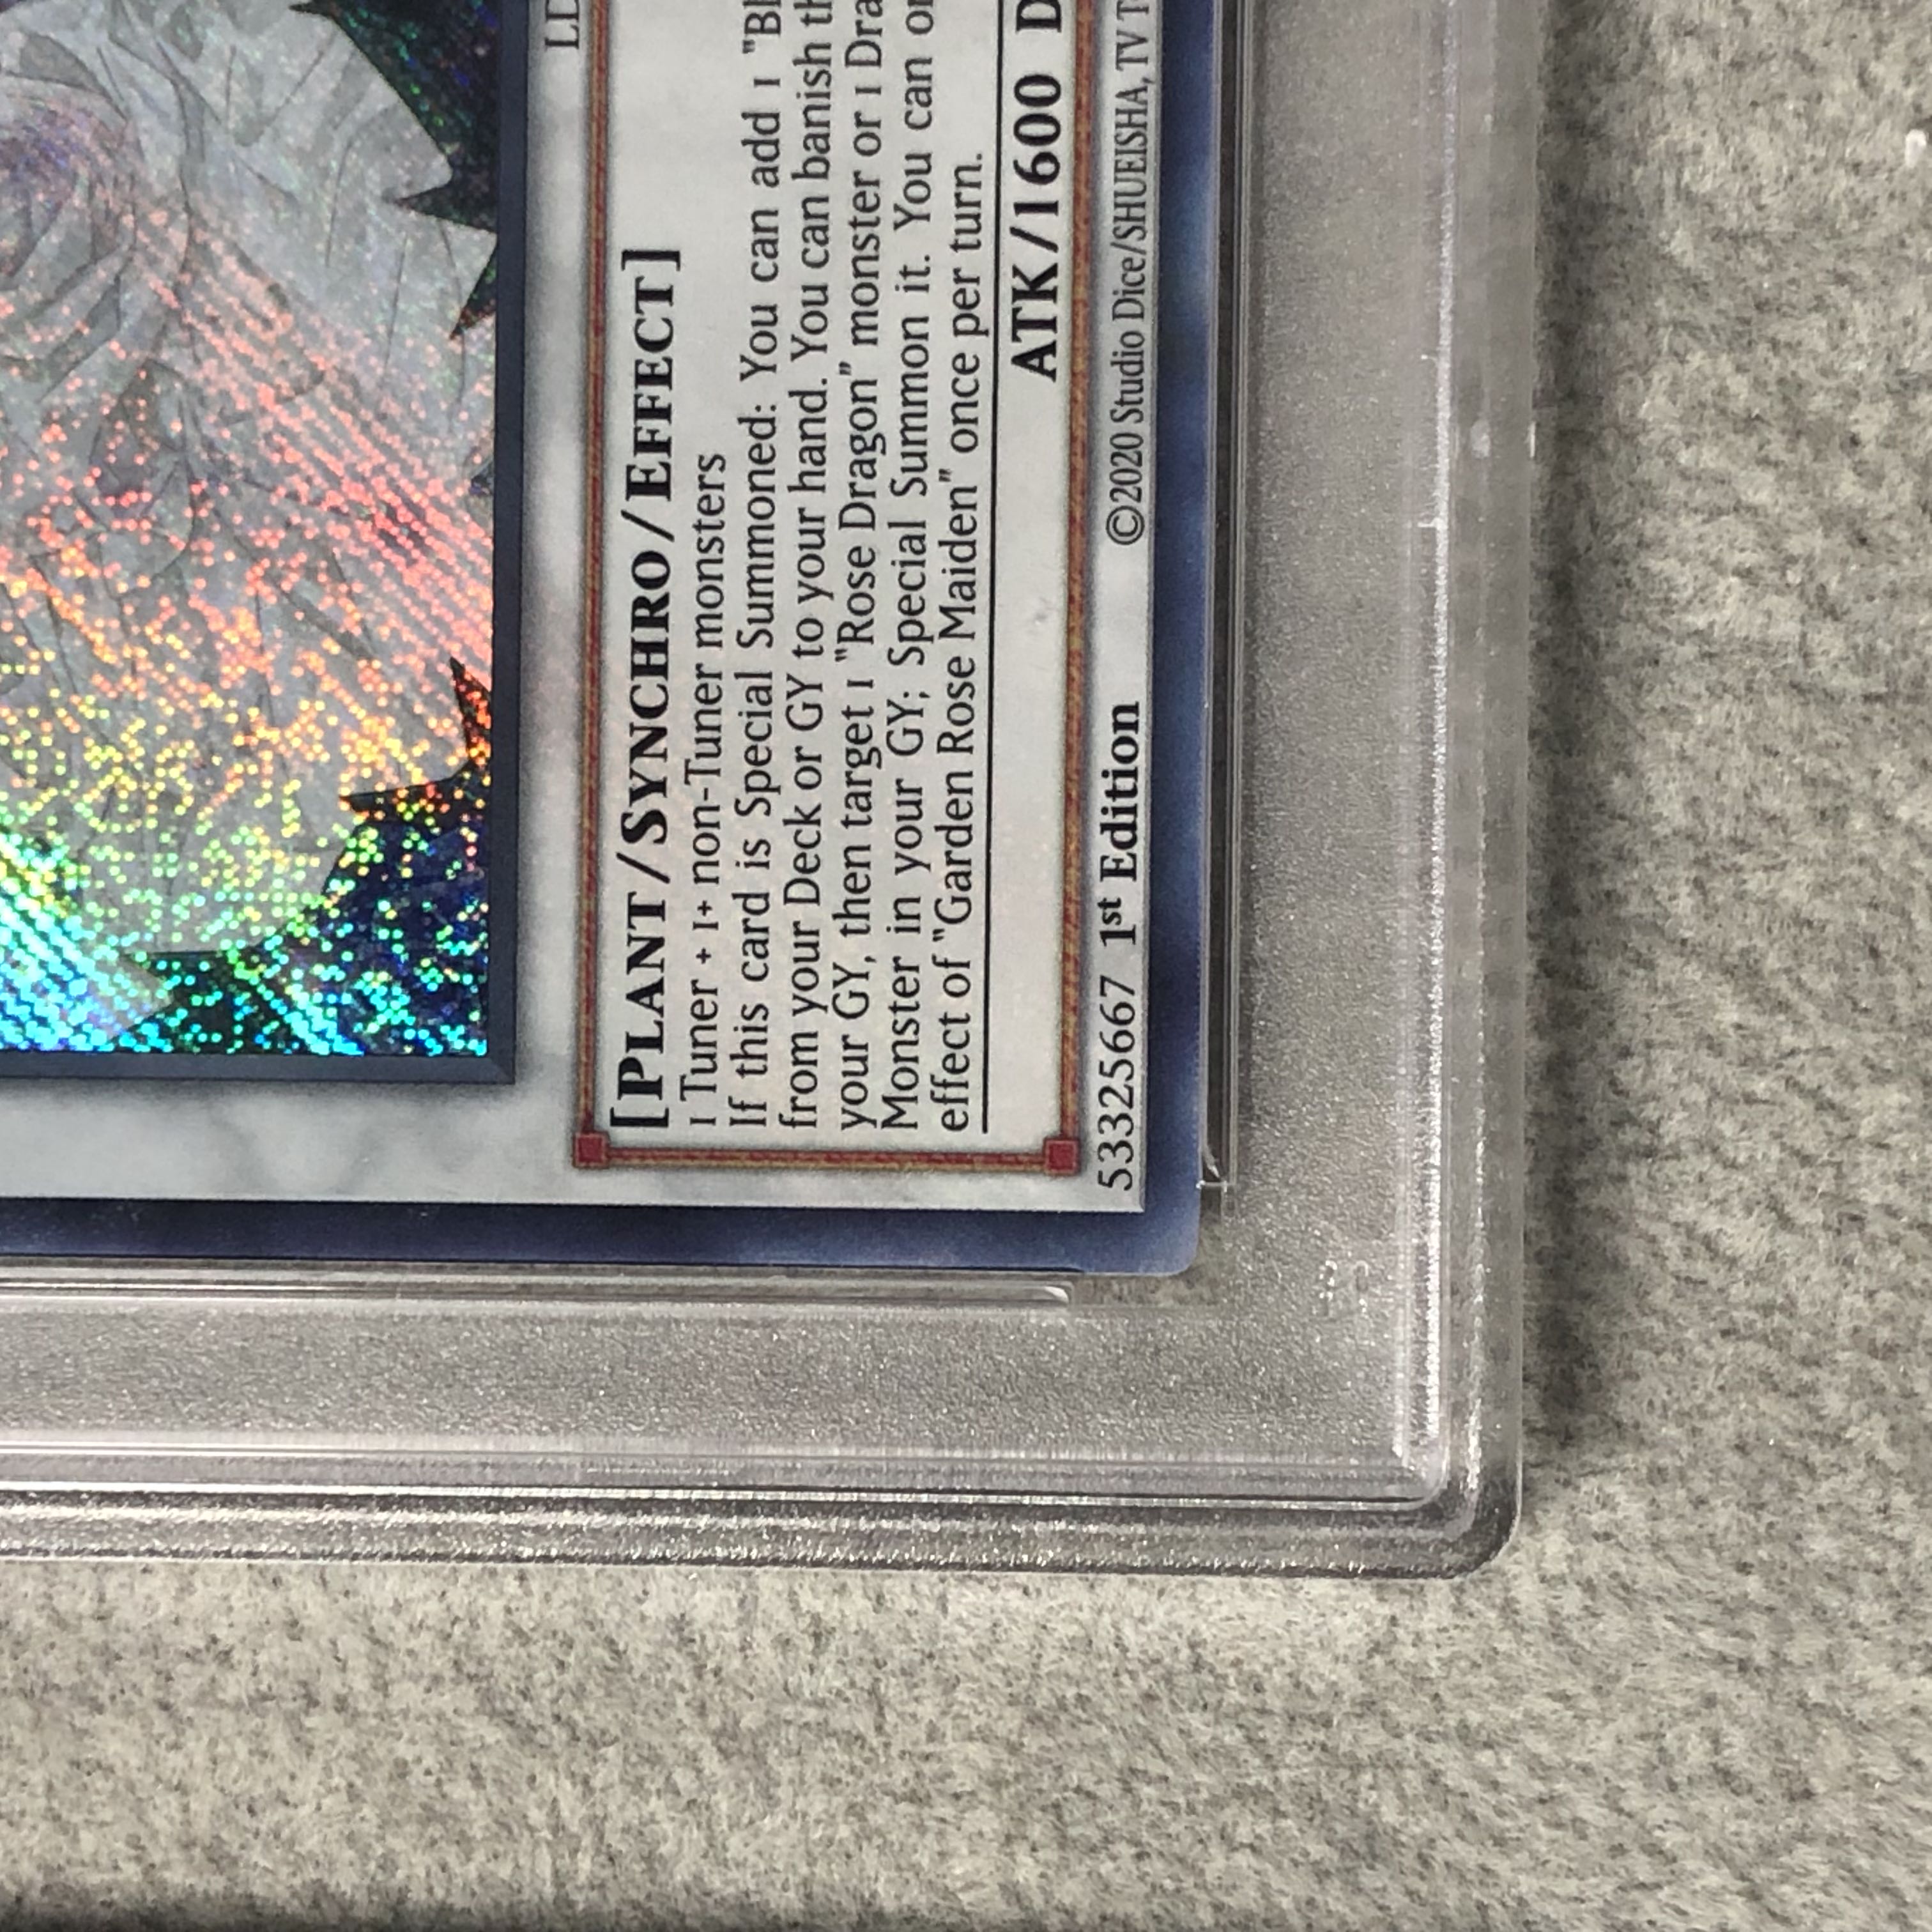 LD
[PLANT/SYNCHRO/EFFECT]
1 Tuner + 1+ non-Tuner monsters
If this card is Special Summoned: You can add 1 "Bl
from your Deck or GY to your hand. You can banish th
your GY, then target 1 "Rose Dragon" monster or 1 Dra
Monster in your GY; Special Summon it. You can on
effect of "Garden Rose Maiden" once per turn.
ATK/1600 D
53325667 1st Edition ©2020 Studio Dice/SHUEISHA, TV T